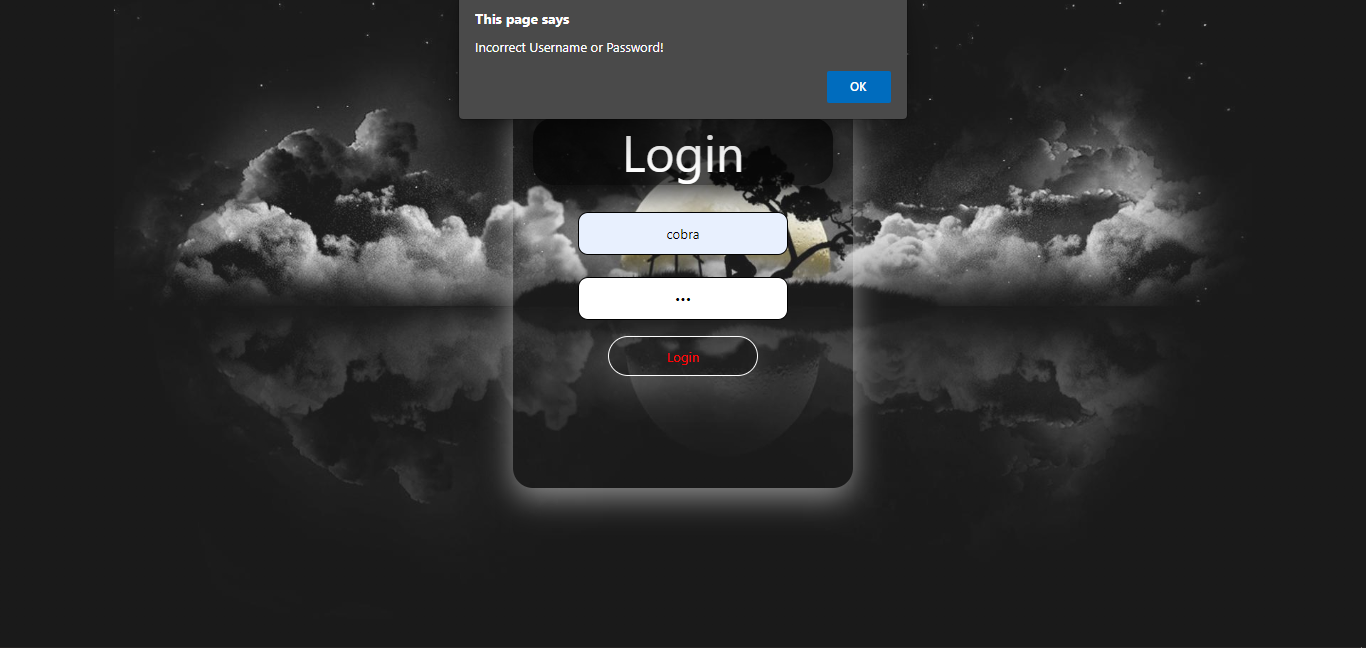 This page says
Incorrect Username or Password!
OK
Login
cobra
•••
Login